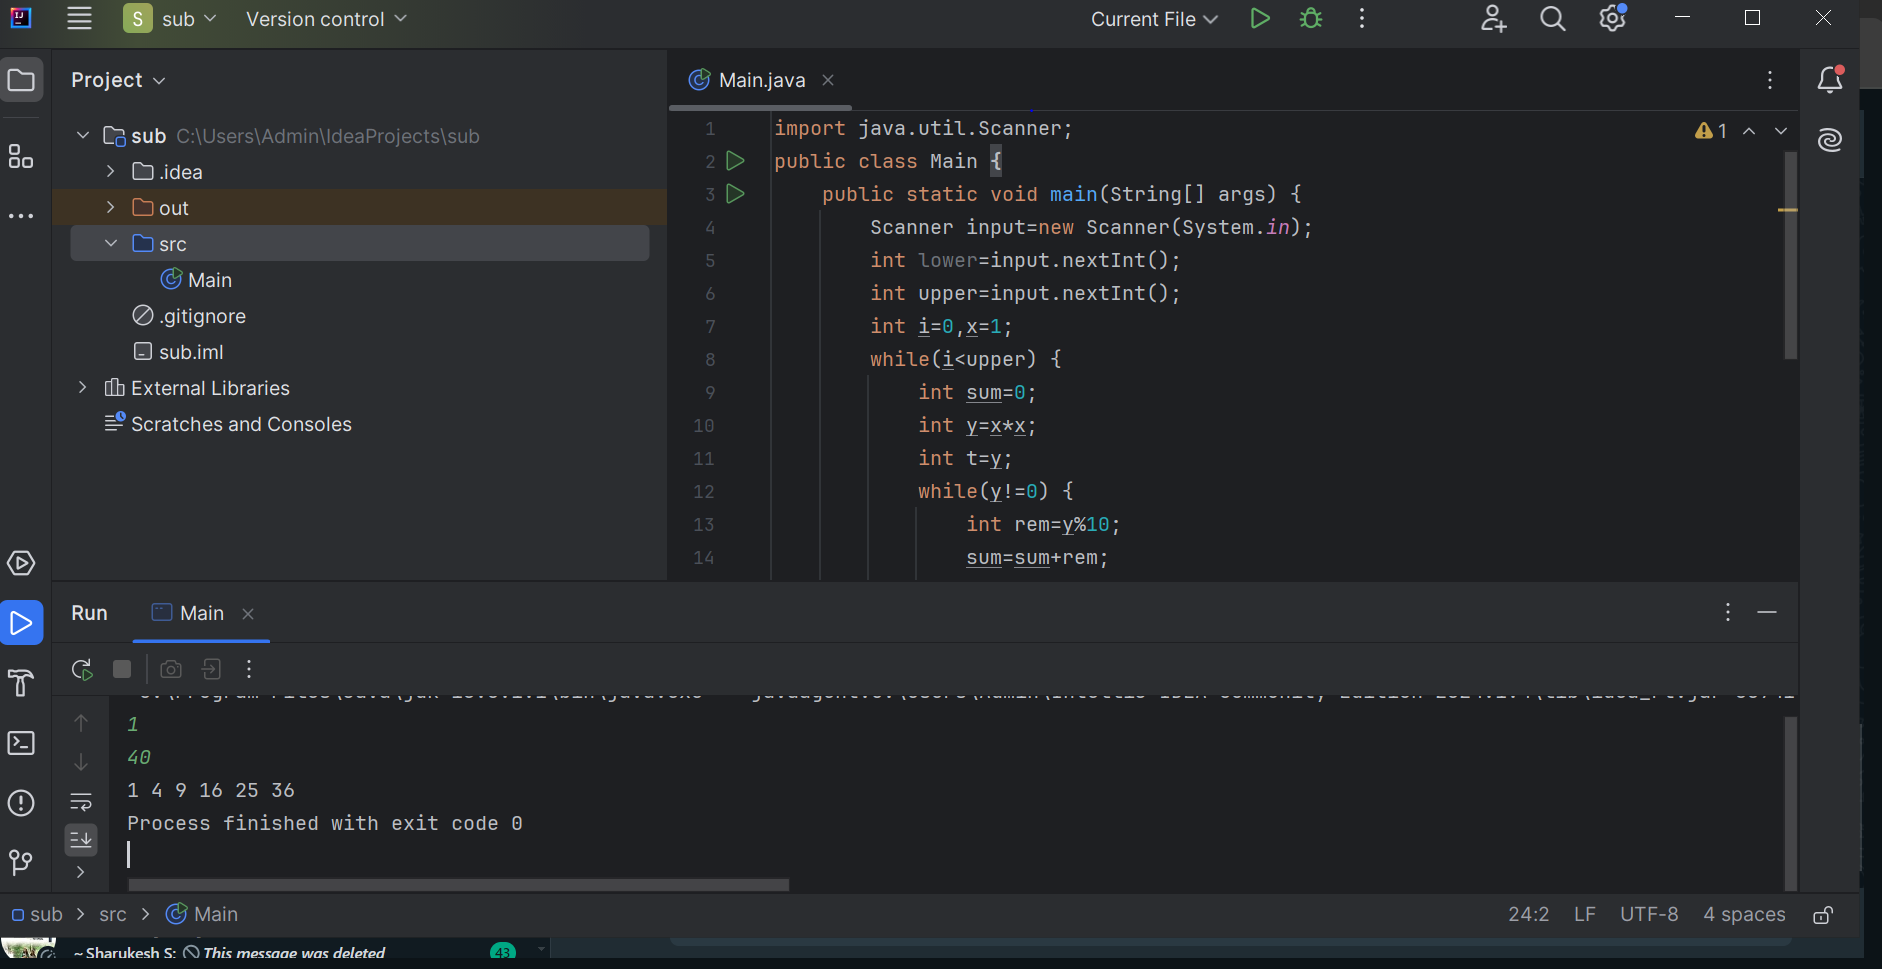 S sub Version control Current File
Project
Main.java
sub C:\Users\Admin\IdeaProjects\sub
.idea
out
src
Main
.gitignore
sub.iml
External Libraries
Scratches and Consoles
1 import java.util.Scanner;
2 public class Main {
3 public static void main(String[] args) {
4 Scanner input=new Scanner(System.in);
5 int lower=input.nextInt();
6 int upper=input.nextInt();
7 int i=0,x=1;
8 while(i<upper) {
9 int sum=0;
10 int y=x*x;
11 int t=y;
12 while(y!=0) {
13 int rem=y%10;
14 sum=sum+rem;
1
Run Main
1
40
1 4 9 16 25 36
Process finished with exit code 0
sub > src > Main 24:2 LF UTF-8 4 spaces
~ Sharukesh S: This message was deleted 43